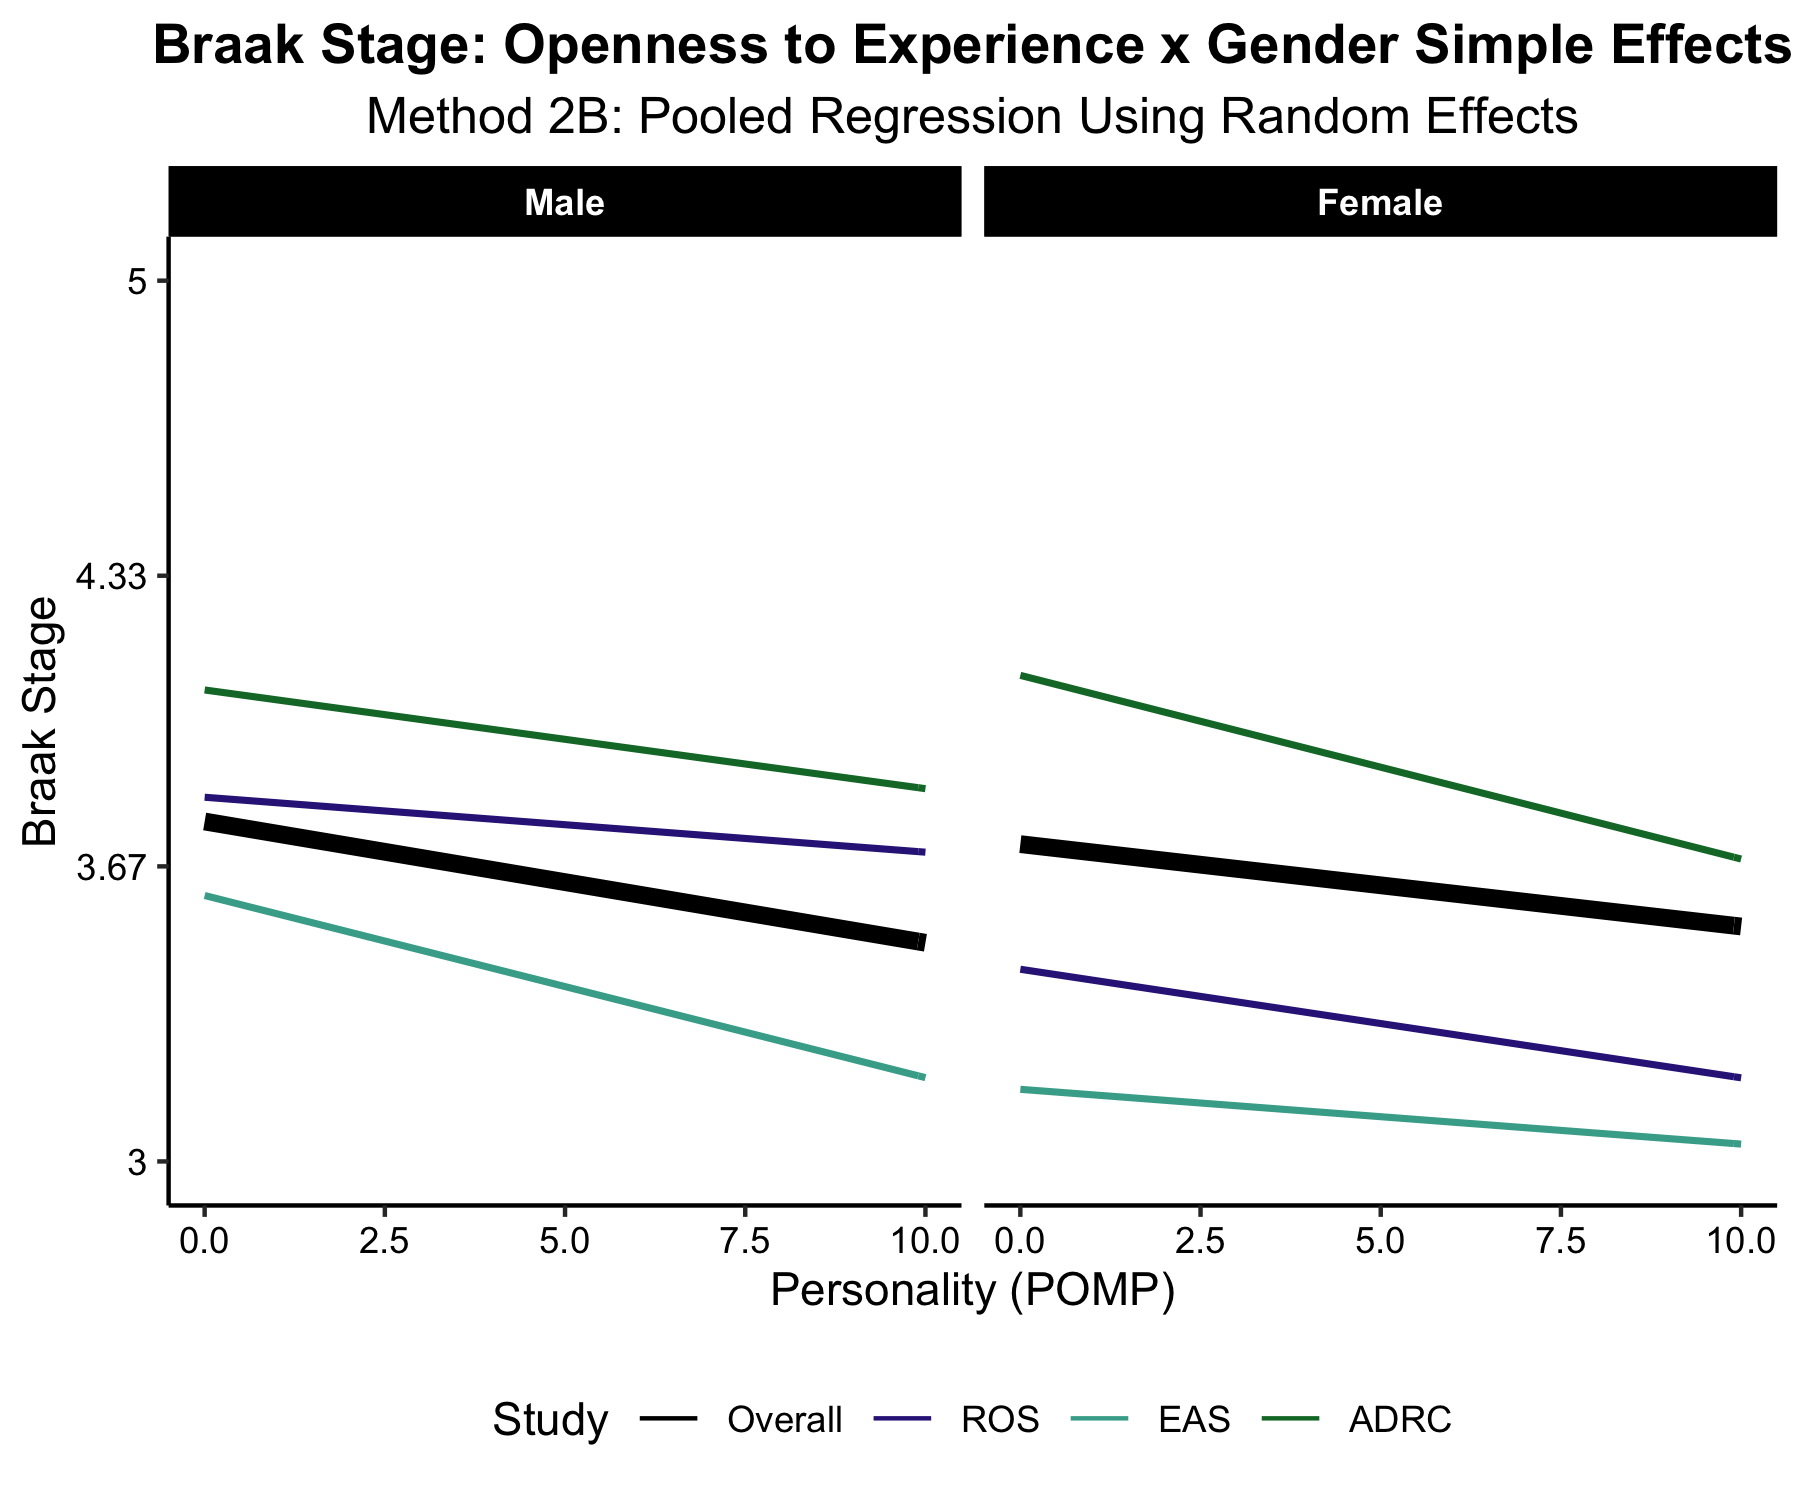 Braak Stage: Openness to Experience x Gender Simple Effects
Method 2B: Pooled Regression Using Random Effects
Male
Female
5
4.33
3.67
3
Braak Stage
0.0 2.5 5.0 7.5 10.0
0.0 2.5 5.0 7.5 10.0
Personality (POMP)
Study Overall ROS EAS ADRC